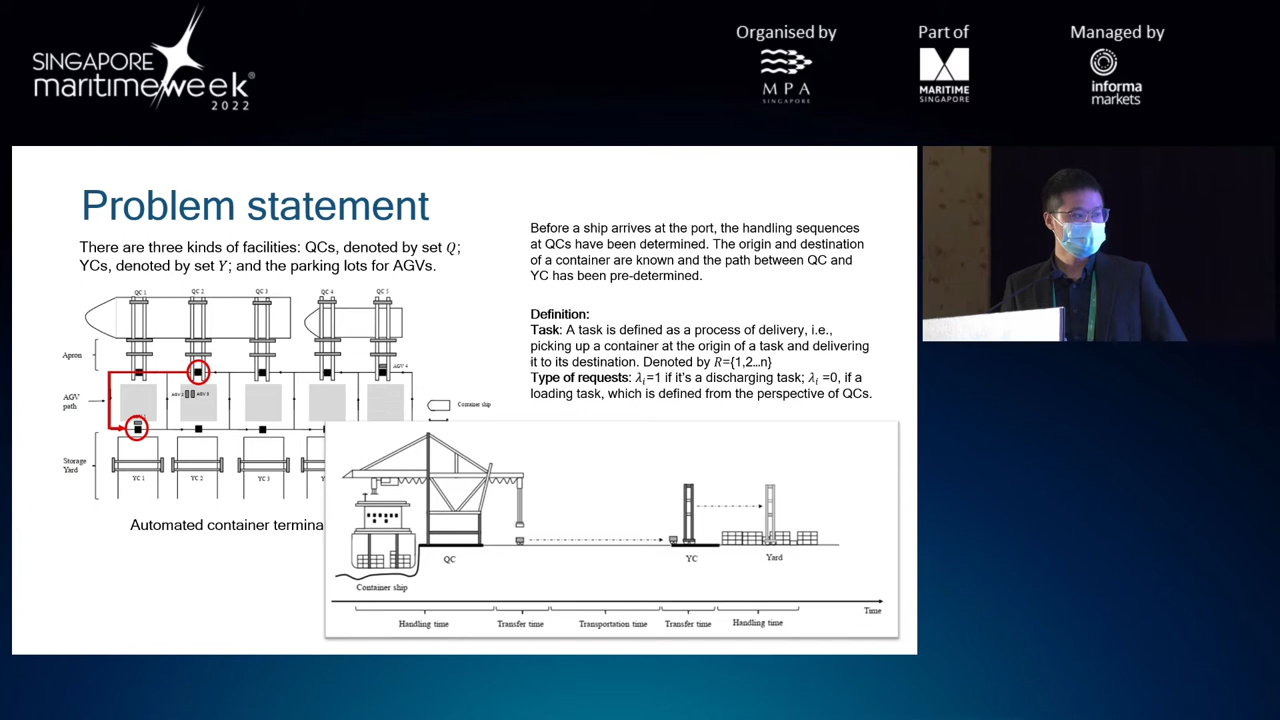 SINGAPORE
maritimeweek®
2022
Organised by
MPA
SINGAPORE
Part of
MARITIME
SINGAPORE
Managed by
informa
markets
Problem statement
There are three kinds of facilities: QCs, denoted by set Q;
YCs, denoted by set Y; and the parking lots for AGVs.
QC 1 QC 2 QC 3 QC 4 QC 5
Apron
AGV 4
AGV
path
AGV 2 AGV 3
Container ship
Storage
Yard
YC 1 YC 2 YC 3
Automated container termina
Before a ship arrives at the port, the handling sequences
at QCs have been determined. The origin and destination
of a container are known and the path between QC and
YC has been pre-determined.
Definition:
Task: A task is defined as a process of delivery, i.e.,
picking up a container at the origin of a task and delivering
it to its destination. Denoted by R={1,2…n}
Type of requests: λᵢ=1 if it's a discharging task; λᵢ =0, if a
loading task, which is defined from the perspective of QCs.
QC YC Yard
Container ship
Time
Handling time Transfer time Transportation time Transfer time Handling time